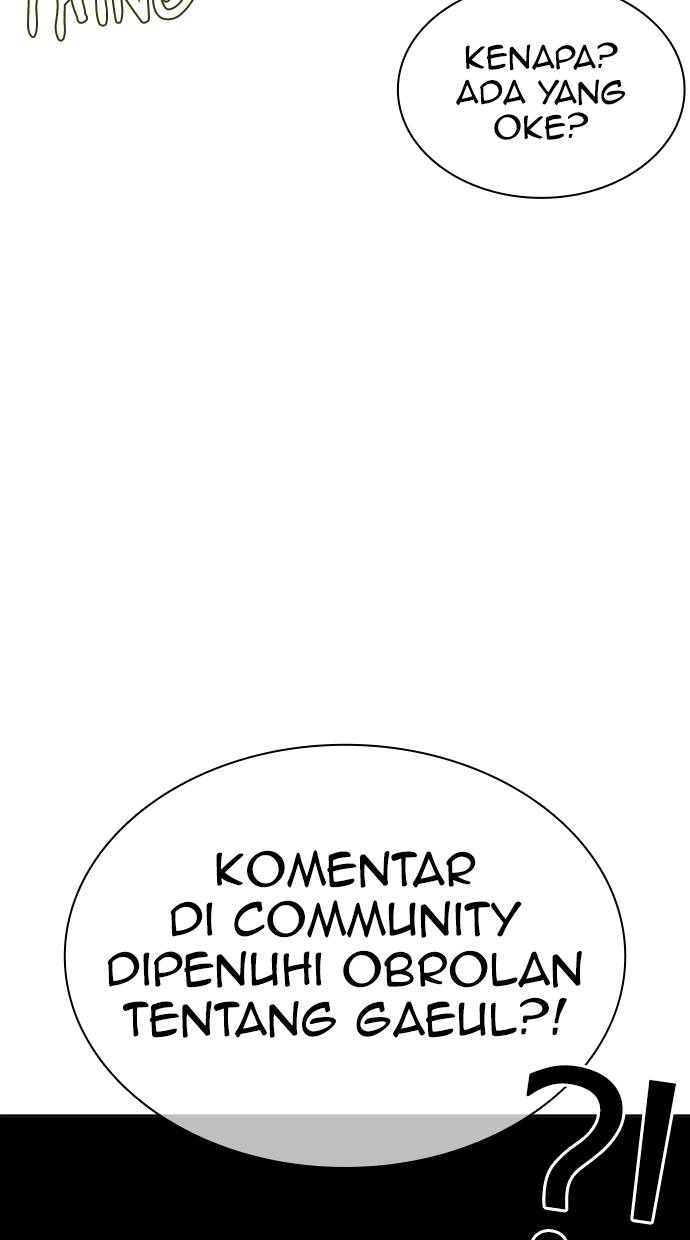 KENAPA?
ADA YANG
OKE?
KOMENTAR
DI COMMUNITY
DIPENUHI OBROLAN
TENTANG GAEUL?!
?!